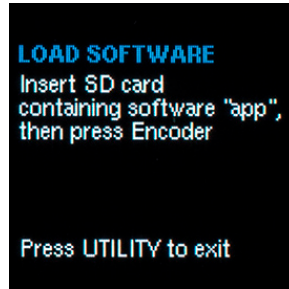 LOAD SOFTWARE
Insert SD card
containing software "app",
then press Encoder
Press UTILITY to exit